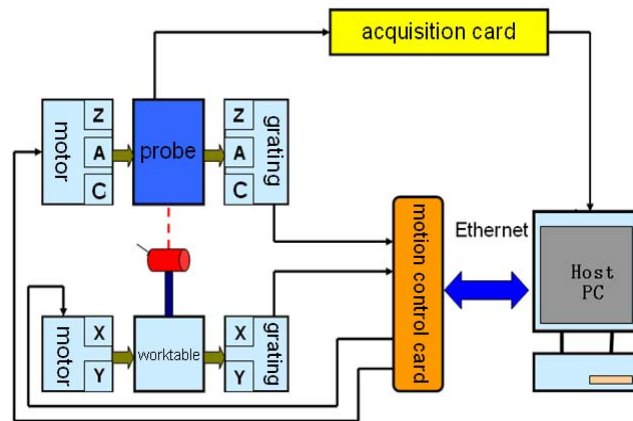 acquisition card
motor
Z
A
C
probe
Z
A
C
grating
motion control card
Ethernet
Host
PC
motor
X
Y
worktable
X
Y
grating